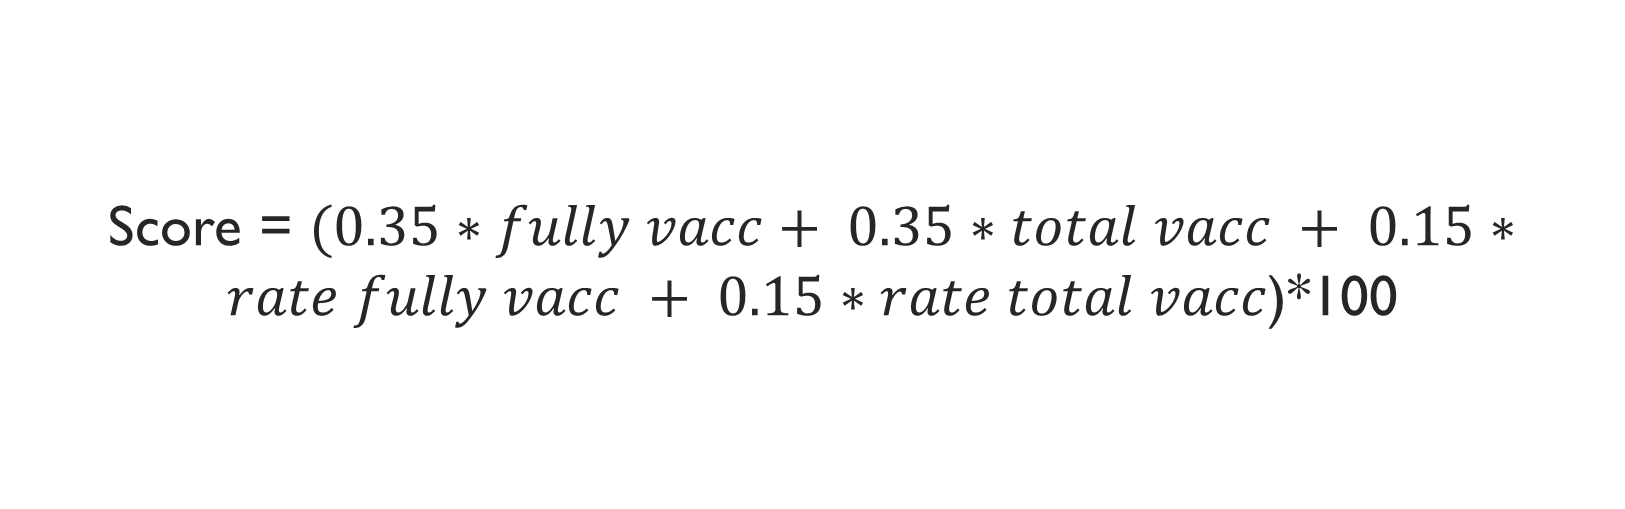 Score = (0.35 ∗ fully vacc + 0.35 ∗ total vacc + 0.15 ∗
rate fully vacc + 0.15 ∗ rate total vacc)*100